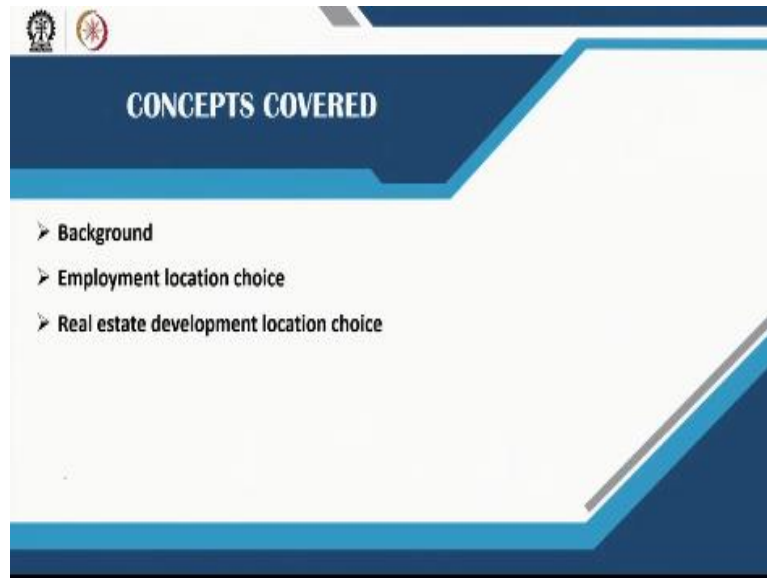 CONCEPTS COVERED
➤ Background
➤ Employment location choice
➤ Real estate development location choice